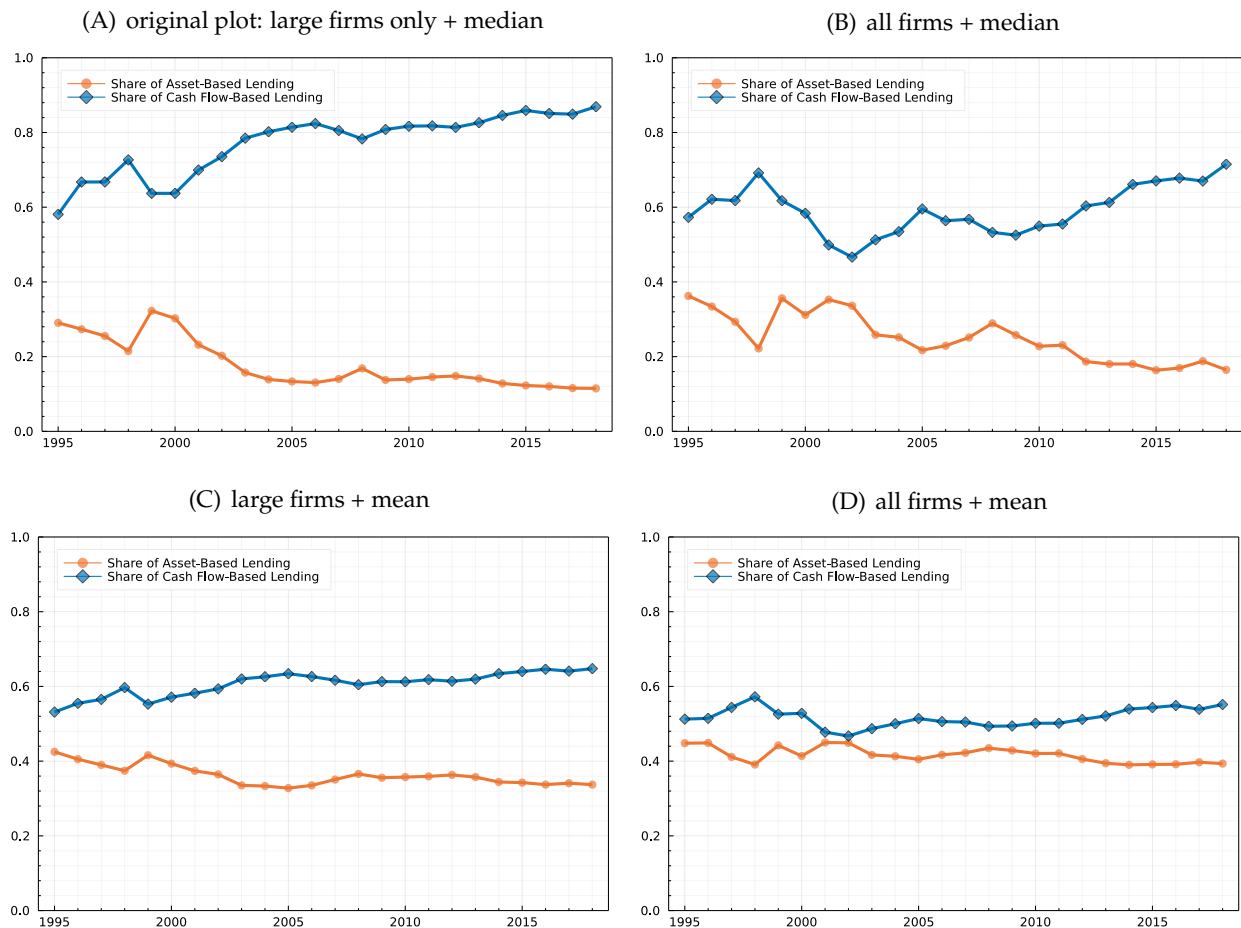 (A) original plot: large firms only + median
1.0
0.8
0.6
0.4
0.2
0.0
Share of Asset-Based Lending
Share of Cash Flow-Based Lending
1995 2000 2005 2010 2015
(B) all firms + median
1.0
0.8
0.6
0.4
0.2
0.0
Share of Asset-Based Lending
Share of Cash Flow-Based Lending
1995 2000 2005 2010 2015
(C) large firms + mean
1.0
0.8
0.6
0.4
0.2
0.0
Share of Asset-Based Lending
Share of Cash Flow-Based Lending
1995 2000 2005 2010 2015
(D) all firms + mean
1.0
0.8
0.6
0.4
0.2
0.0
Share of Asset-Based Lending
Share of Cash Flow-Based Lending
1995 2000 2005 2010 2015